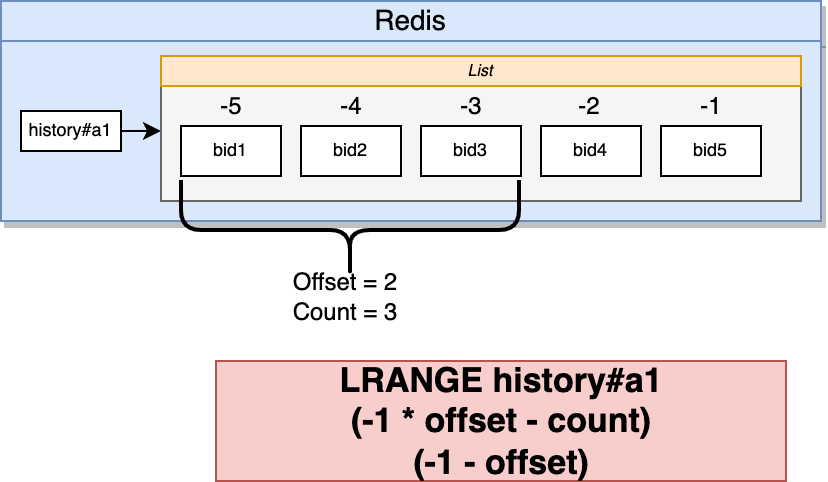 Redis
List
-5 -4 -3 -2 -1
history#a1
bid1 bid2 bid3 bid4 bid5
Offset = 2
Count = 3
LRANGE history#a1
(-1 * offset - count)
(-1 - offset)